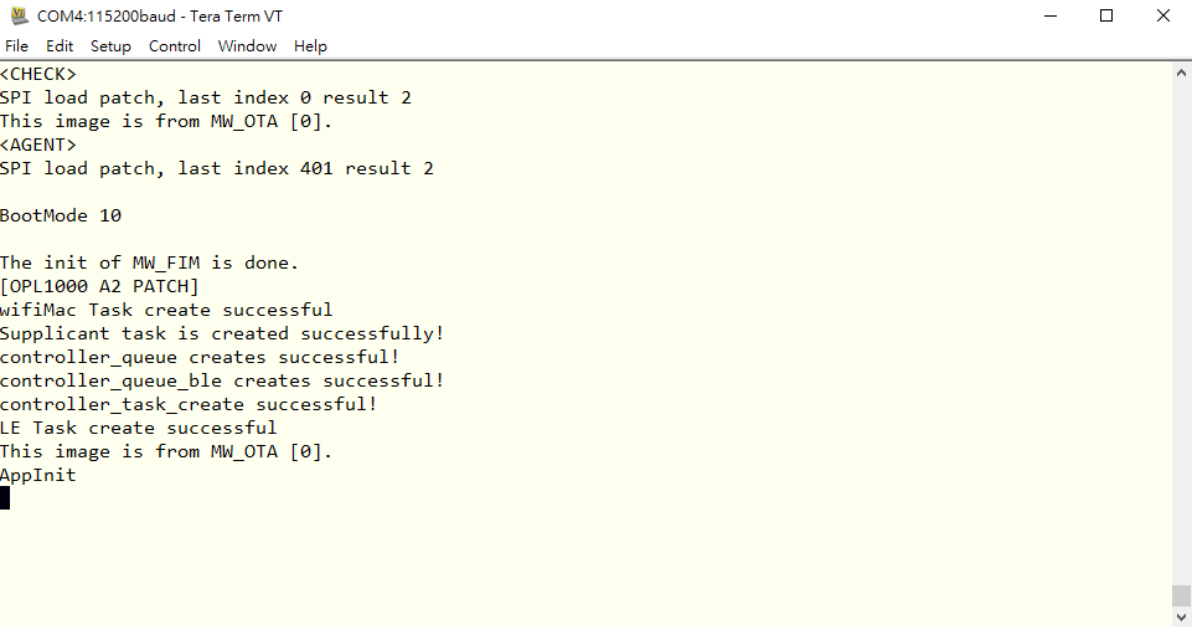 COM4:115200baud - Tera Term VT
File Edit Setup Control Window Help
<CHECK>
SPI load patch, last index 0 result 2
This image is from MW_OTA [0].
<AGENT>
SPI load patch, last index 401 result 2
BootMode 10
The init of MW_FIM is done.
[OPL1000 A2 PATCH]
wifiMac Task create successful
Supplicant task is created successfully!
controller_queue creates successful!
controller_queue_ble creates successful!
controller_task_create successful!
LE Task create successful
This image is from MW_OTA [0].
AppInit